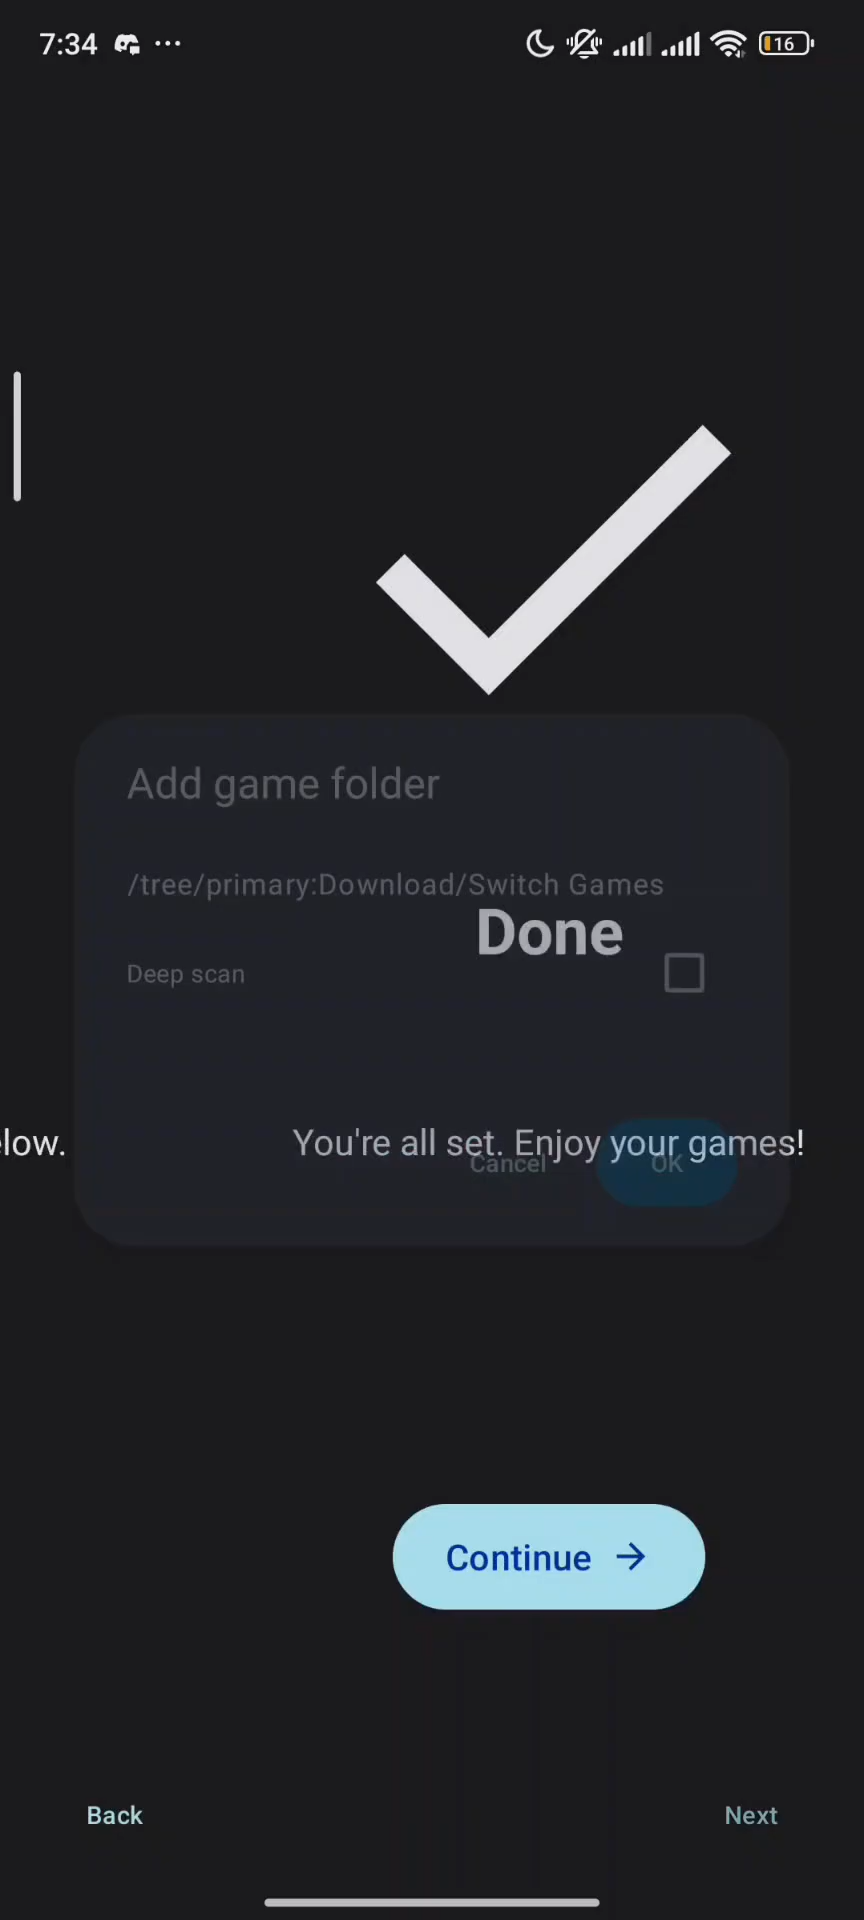 7:34
16
Add game folder
/tree/primary:Download/Switch Games
Done
Deep scan
elow.
You're all set. Enjoy your games!
Cancel
OK
Continue
Back
Next